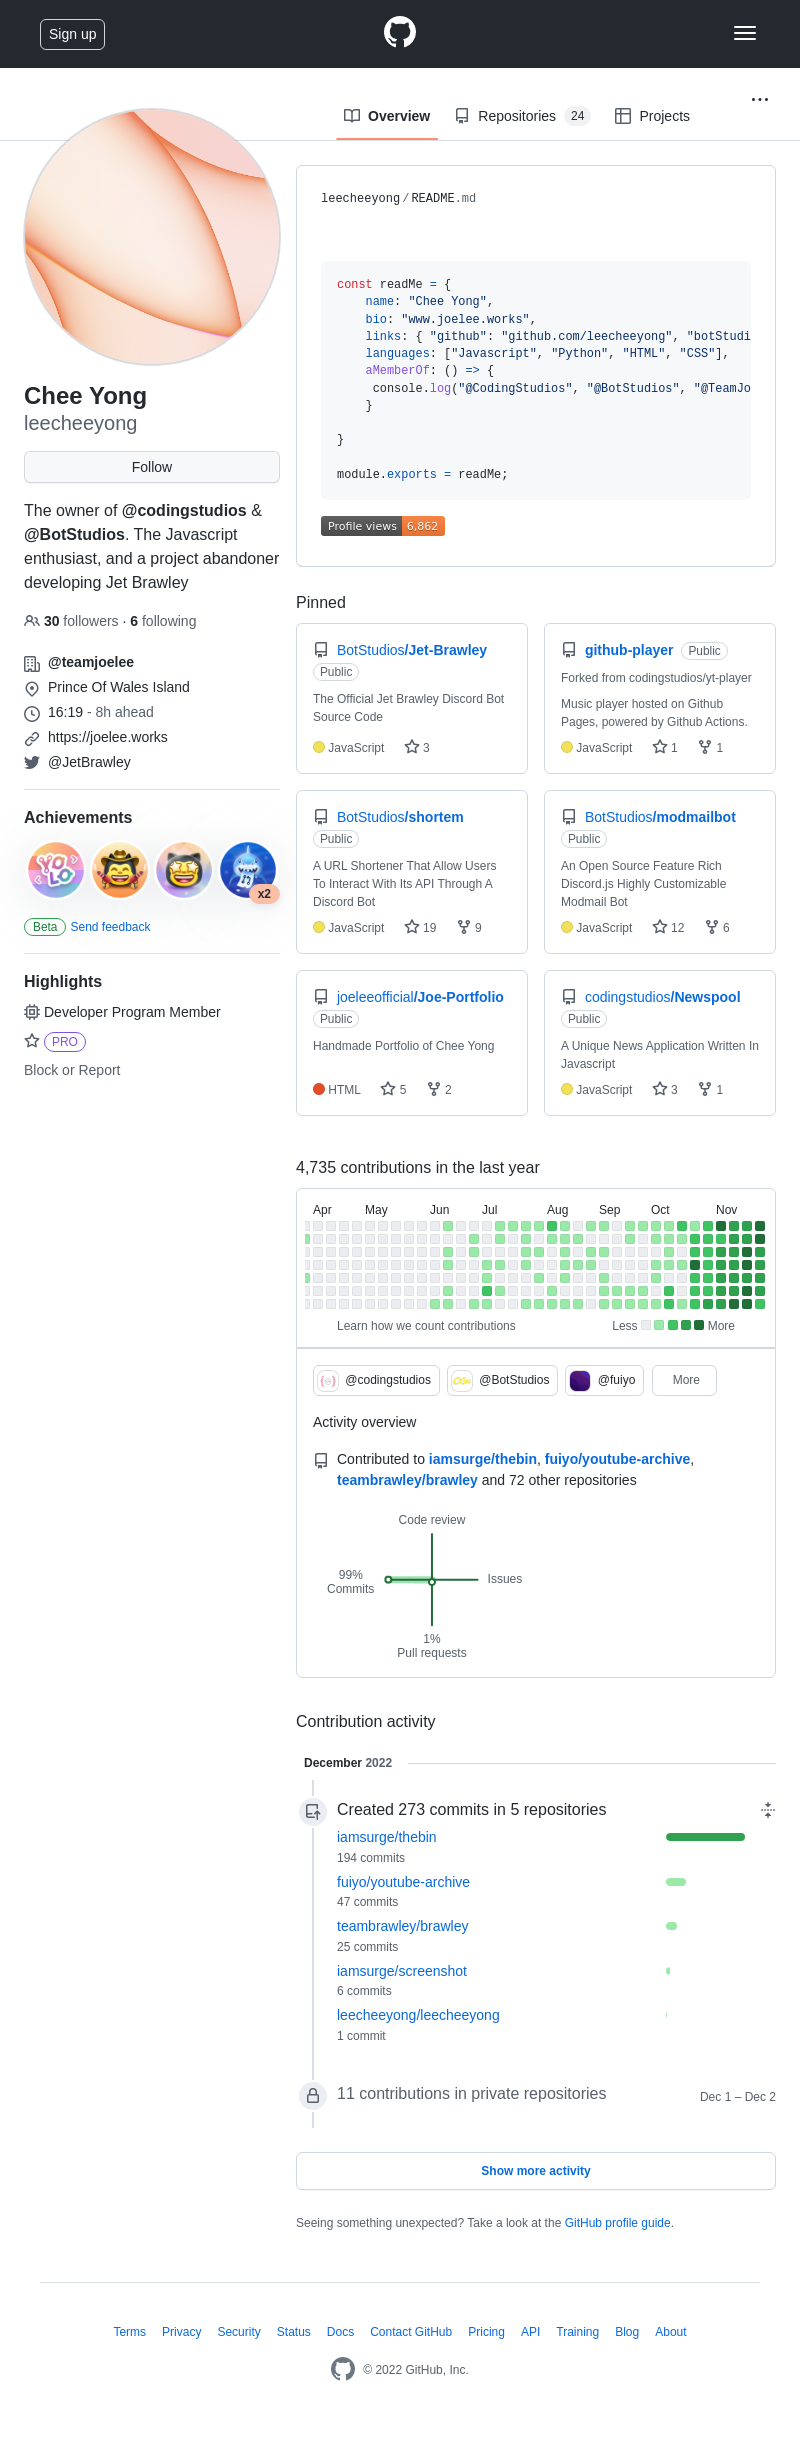 Sign up
Overview
Repositories 24
Projects
Chee Yong
leecheeyong
Follow
The owner of @codingstudios &
@BotStudios. The Javascript
enthusiast, and a project abandoner
developing Jet Brawley
30 followers · 6 following
@teamjoelee
Prince Of Wales Island
16:19 - 8h ahead
https://joelee.works
@JetBrawley
Achievements
YOLO
x2
Beta Send feedback
Highlights
Developer Program Member
PRO
Block or Report
leecheeyong/README.md
const readMe = {
name: "Chee Yong",
bio: "www.joelee.works",
links: { "github": "github.com/leecheeyong", "botStudi
languages: ["Javascript", "Python", "HTML", "CSS"],
aMemberOf: () => {
console.log("@CodingStudios", "@BotStudios", "@TeamJo
}
}
module.exports = readMe;
Profile views 6,862
Pinned
BotStudios/Jet-Brawley
Public
The Official Jet Brawley Discord Bot
Source Code
JavaScript 3
github-player Public
Forked from codingstudios/yt-player
Music player hosted on Github
Pages, powered by Github Actions.
JavaScript 1 1
BotStudios/shortem
Public
A URL Shortener That Allow Users
To Interact With Its API Through A
Discord Bot
JavaScript 19 9
BotStudios/modmailbot
Public
An Open Source Feature Rich
Discord.js Highly Customizable
Modmail Bot
JavaScript 12 6
joeleeofficial/Joe-Portfolio
Public
Handmade Portfolio of Chee Yong
HTML 5 2
codingstudios/Newspool
Public
A Unique News Application Written In
Javascript
JavaScript 3 1
4,735 contributions in the last year
Apr May Jun Jul Aug Sep Oct Nov
Learn how we count contributions
Less More
@codingstudios
@BotStudios
@fuiyo
More
Activity overview
Contributed to iamsurge/thebin, fuiyo/youtube-archive,
teambrawley/brawley and 72 other repositories
Code review
99%
Commits
Issues
1%
Pull requests
Contribution activity
December 2022
Created 273 commits in 5 repositories
iamsurge/thebin
194 commits
fuiyo/youtube-archive
47 commits
teambrawley/brawley
25 commits
iamsurge/screenshot
6 commits
leecheeyong/leecheeyong
1 commit
11 contributions in private repositories
Dec 1 – Dec 2
Show more activity
Seeing something unexpected? Take a look at the GitHub profile guide.
Terms Privacy Security Status Docs Contact GitHub Pricing API Training Blog About
© 2022 GitHub, Inc.